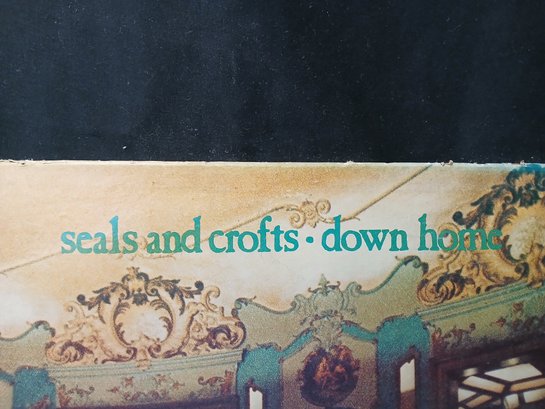 seals and crofts · down home